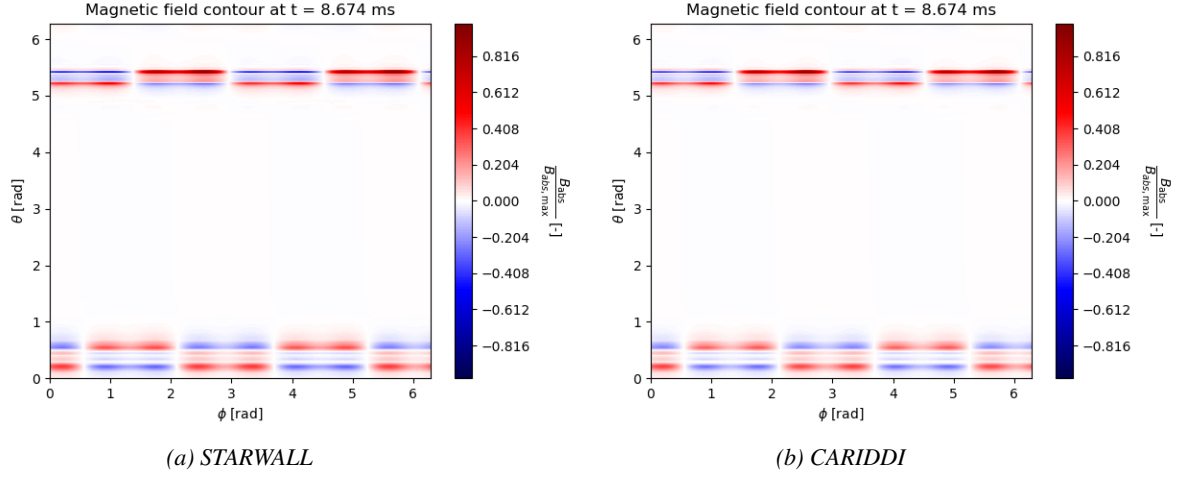 Magnetic field contour at t = 8.674 ms
6
5
4
3
2
1
0
θ [rad]
0 1 2 3 4 5 6
ϕ [rad]
0.816
0.612
0.408
0.204
0.000
−0.204
−0.408
−0.612
−0.816
B_abs / B_abs,max [-]
(a) STARWALL
Magnetic field contour at t = 8.674 ms
6
5
4
3
2
1
0
θ [rad]
0 1 2 3 4 5 6
ϕ [rad]
0.816
0.612
0.408
0.204
0.000
−0.204
−0.408
−0.612
−0.816
B_abs / B_abs,max [-]
(b) CARIDDI